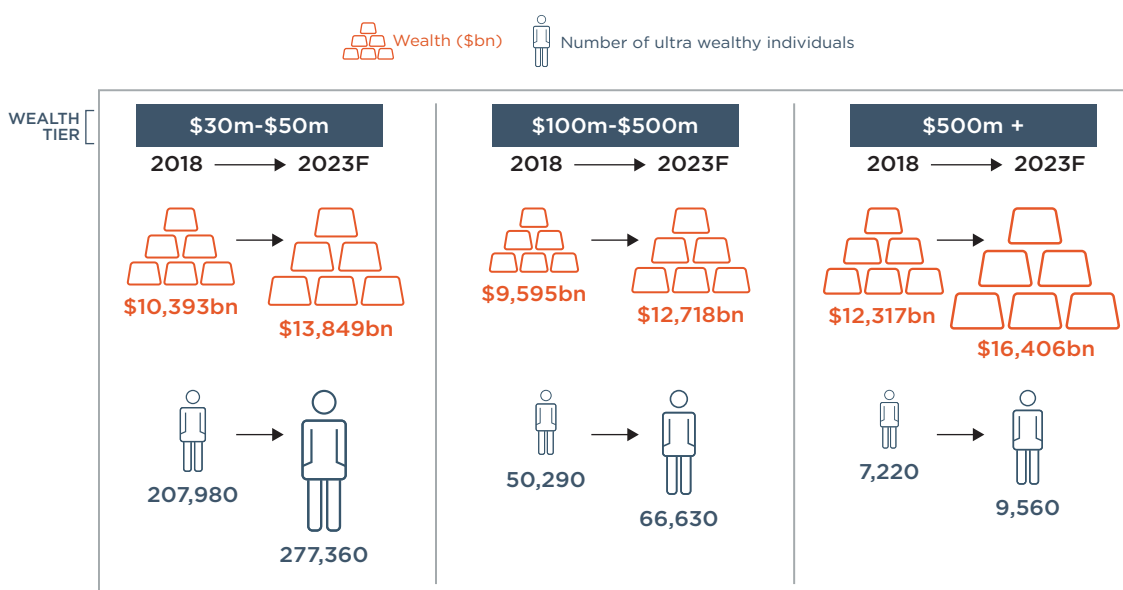 Wealth ($bn)
Number of ultra wealthy individuals
WEALTH
TIER
$30m-$50m
2018
2023F
$10,393bn
$13,849bn
207,980
277,360
$100m-$500m
2018
2023F
$9,595bn
$12,718bn
50,290
66,630
$500m +
2018
2023F
$12,317bn
$16,406bn
7,220
9,560